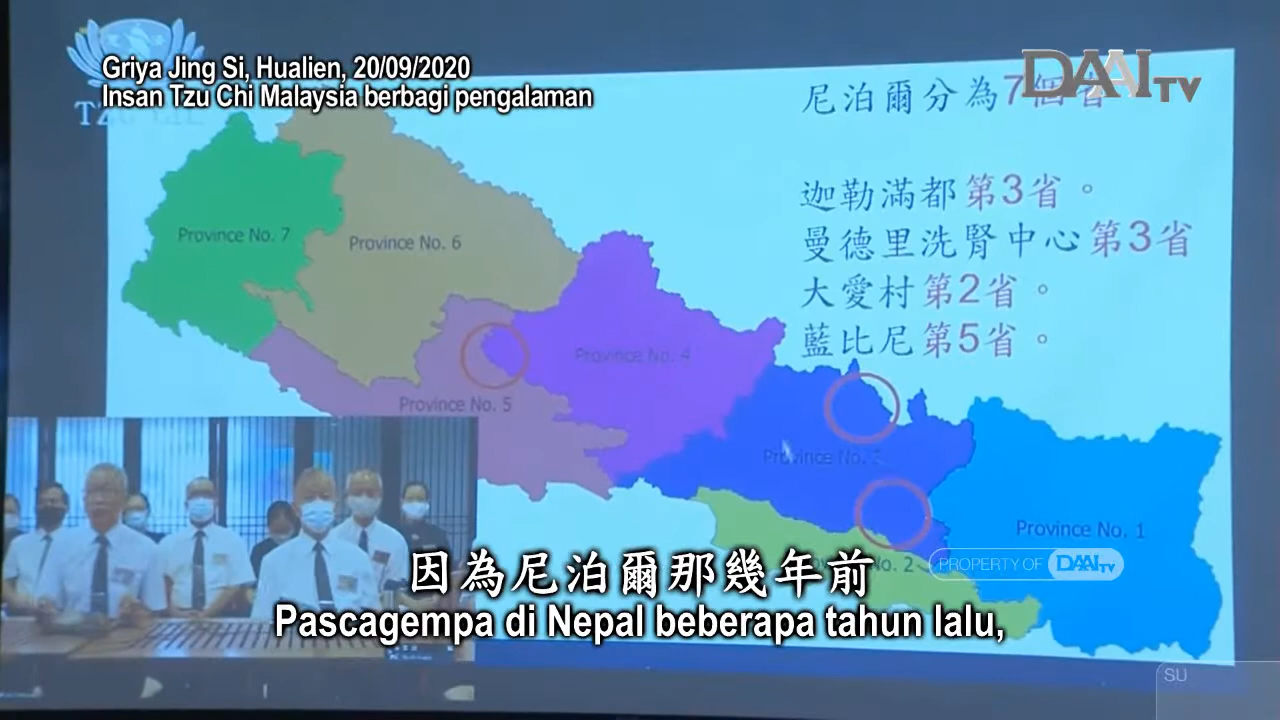 Griya Jing Si, Hualien, 20/09/2020
Insan Tzu Chi Malaysia berbagi pengalaman
DAAI TV
尼泊爾分為7個省
迦勒滿都第3省。
曼德里洗腎中心第3省
大愛村第2省。
藍比尼第5省。
Province No. 7
Province No. 6
Province No. 4
Province No. 5
Province No.
Province No. 1
Province No. 2
PROPERTY OF DAAI TV
因為尼泊爾那幾年前
Pascagempa di Nepal beberapa tahun lalu,
SU